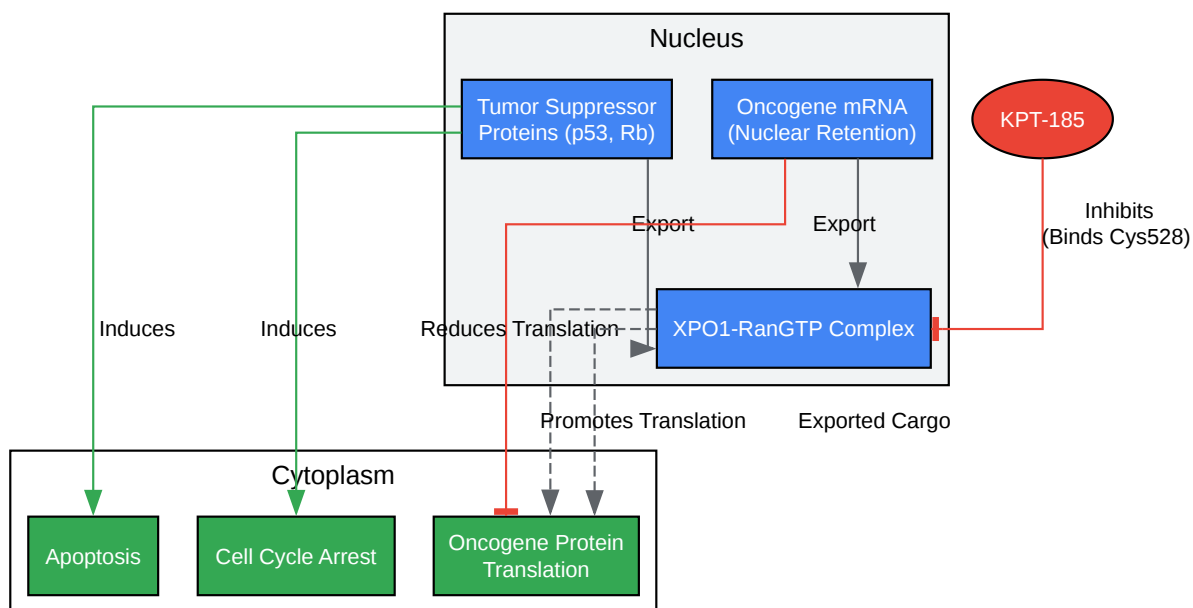 Nucleus
Tumor Suppressor
Proteins (p53, Rb)
Oncogene mRNA
(Nuclear Retention)
KPT-185
Export
Export
Inhibits
(Binds Cys528)
Induces
Induces
Reduces Translation
XPO1-RanGTP Complex
Promotes Translation
Exported Cargo
Cytoplasm
Apoptosis
Cell Cycle Arrest
Oncogene Protein
Translation